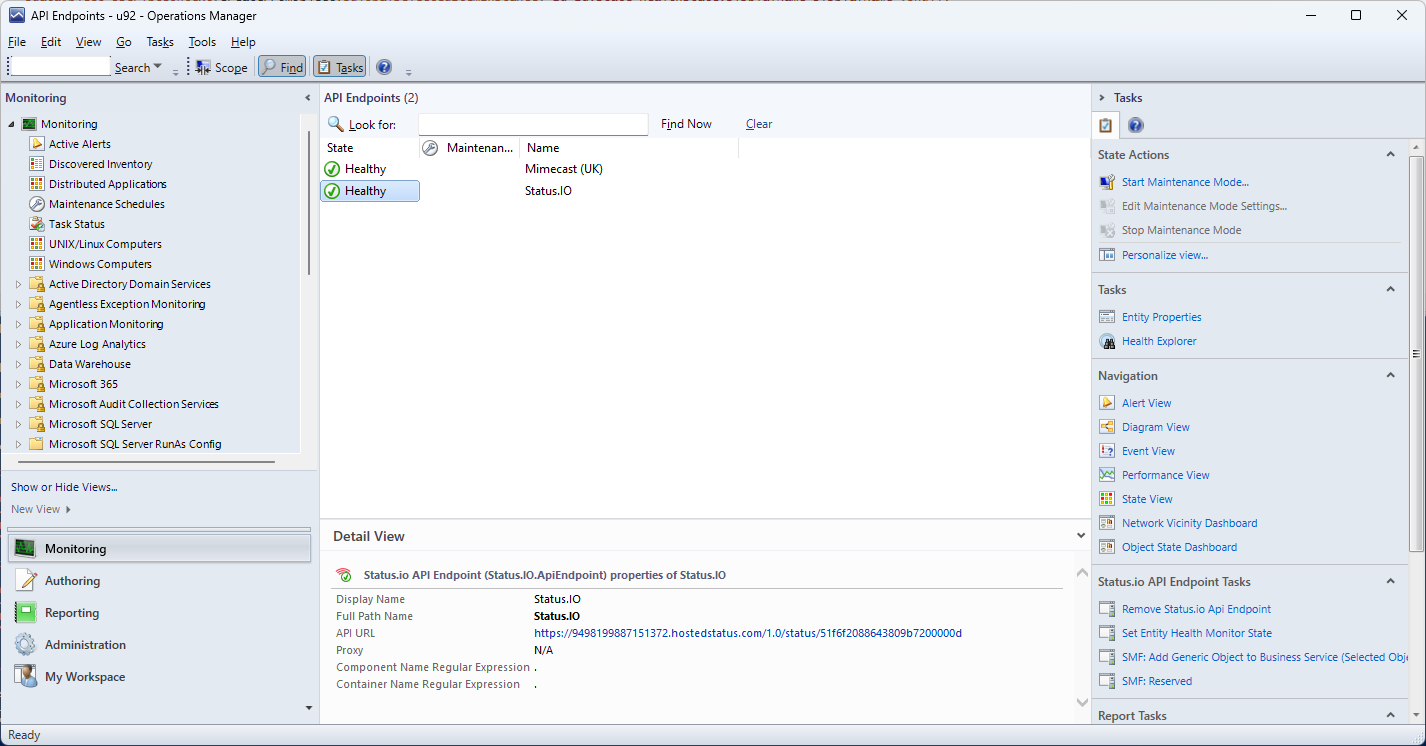 API Endpoints - u92 - Operations Manager
File Edit View Go Tasks Tools Help
Search Scope Find Tasks
Monitoring
Monitoring
Active Alerts
Discovered Inventory
Distributed Applications
Maintenance Schedules
Task Status
UNIX/Linux Computers
Windows Computers
Active Directory Domain Services
Agentless Exception Monitoring
Application Monitoring
Azure Log Analytics
Data Warehouse
Microsoft 365
Microsoft Audit Collection Services
Microsoft SQL Server
Microsoft SQL Server RunAs Config
Show or Hide Views...
New View
Monitoring
Authoring
Reporting
Administration
My Workspace
API Endpoints (2)
Look for: Find Now Clear
State Maintenan... Name
Healthy Mimecast (UK)
Healthy Status.IO
Detail View
Status.io API Endpoint (Status.IO.ApiEndpoint) properties of Status.IO
Display Name Status.IO
Full Path Name Status.IO
API URL https://9498199887151372.hostedstatus.com/1.0/status/51f6f2088643809b7200000d
Proxy N/A
Component Name Regular Expression .
Container Name Regular Expression .
Tasks
State Actions
Start Maintenance Mode...
Edit Maintenance Mode Settings...
Stop Maintenance Mode
Personalize view...
Tasks
Entity Properties
Health Explorer
Navigation
Alert View
Diagram View
Event View
Performance View
State View
Network Vicinity Dashboard
Object State Dashboard
Status.io API Endpoint Tasks
Remove Status.io Api Endpoint
Set Entity Health Monitor State
SMF: Add Generic Object to Business Service (Selected Obje
SMF: Reserved
Report Tasks
Ready